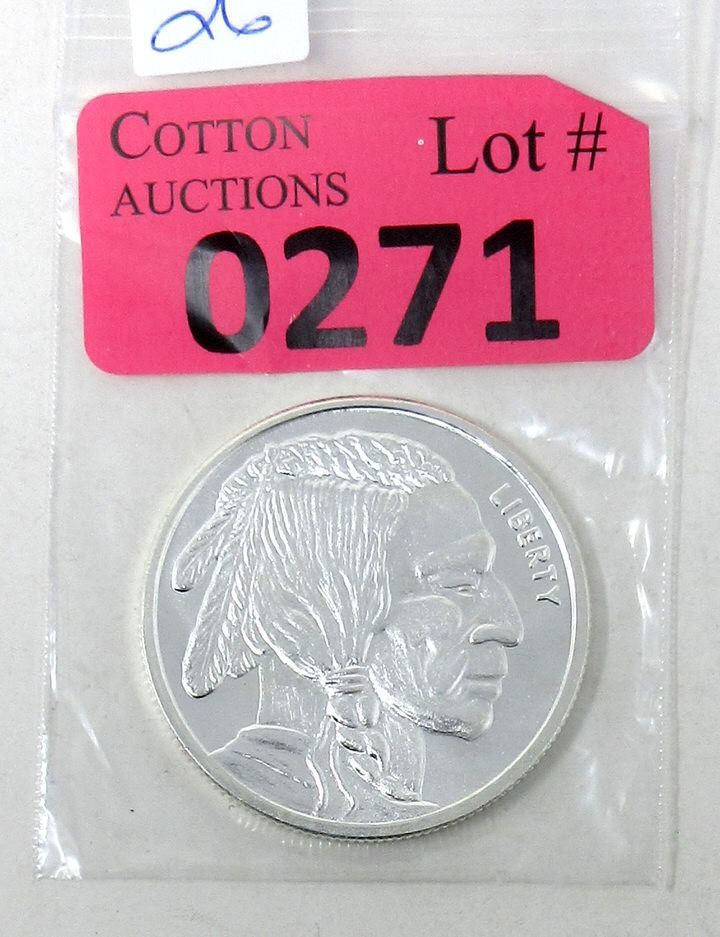 26
COTTON
AUCTIONS
Lot #
0271
LIBERTY